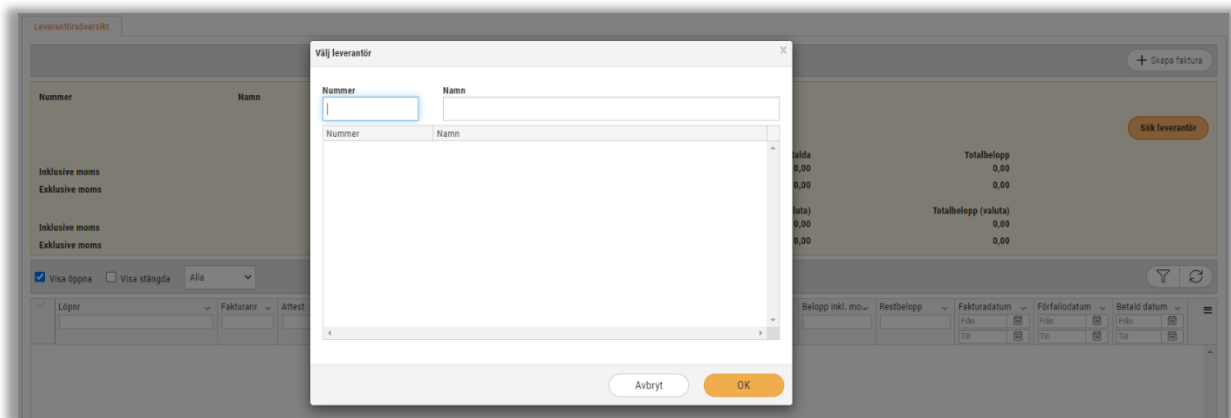 Leverantörsöversikt
Välj leverantör
x
Skapa faktura
Nummer Namn
Nummer Namn
Sök leverantör
Nummer Namn
Totalbelopp
Inklusive moms 0,00 0,00
Exklusive moms 0,00 0,00
Totalbelopp (valuta)
Inklusive moms 0,00 0,00
Exklusive moms 0,00 0,00
Visa öppna Visa stängda Alla
Löpnr Fakturanr Attest Belopp inkl. mo Restbelopp Fakturadatum Förfallodatum Betald datum
Från Från Från
Till Till Till
Avbryt OK